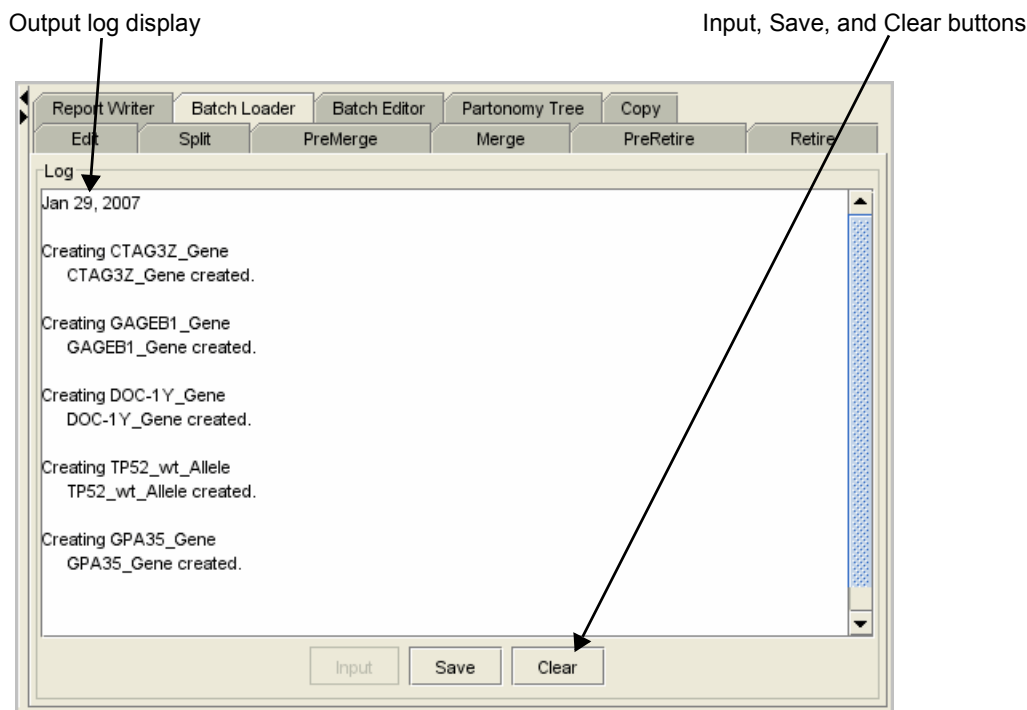 Output log display
Input, Save, and Clear buttons
Report Writer Batch Loader Batch Editor Partonomy Tree Copy
Edit Split PreMerge Merge PreRetire Retire
Log
Jan 29, 2007
Creating CTAG3Z_Gene
CTAG3Z_Gene created.
Creating GAGEB1_Gene
GAGEB1_Gene created.
Creating DOC-1Y_Gene
DOC-1Y_Gene created.
Creating TP52_wt_Allele
TP52_wt_Allele created.
Creating GPA35_Gene
GPA35_Gene created.
Input Save Clear